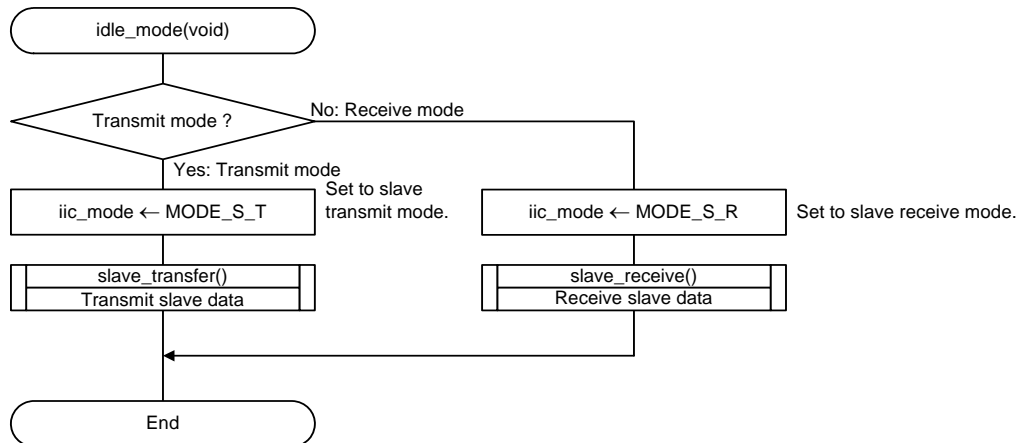 idle_mode(void)
Transmit mode ?
No: Receive mode
Yes: Transmit mode
iic_mode ← MODE_S_T
Set to slave
transmit mode.
iic_mode ← MODE_S_R
Set to slave receive mode.
slave_transfer()
Transmit slave data
slave_receive()
Receive slave data
End